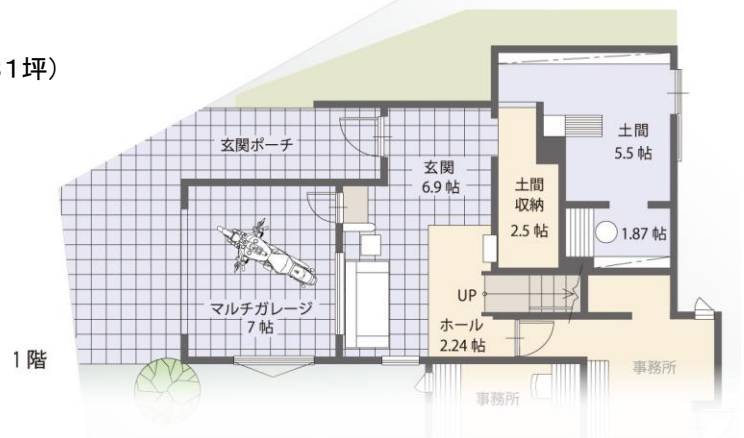 1坪）
玄関ポーチ
玄関
6.9 帖
土間
5.5 帖
土間
収納
2.5 帖
1.87 帖
マルチガレージ
7 帖
UP
ホール
2.24 帖
1 階
事務所
事務所